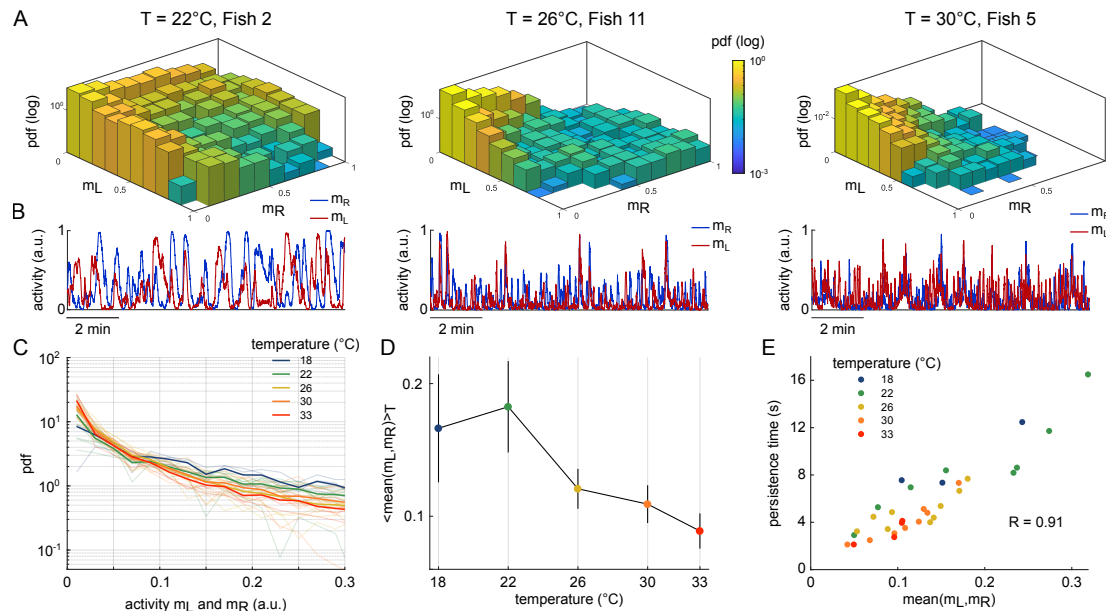 A
T = 22°C, Fish 2
T = 26°C, Fish 11
T = 30°C, Fish 5
pdf (log)
10⁰
10⁻³
pdf (log)
10⁰
0
m_L
0.5
1
0
0.5
1
m_R
pdf (log)
10⁰
0
m_L
0.5
1
0
0.5
1
m_R
pdf (log)
10⁻²
0
m_L
0.5
1
0
0.5
1
m_R
B
m_R
m_L
activity (a.u.)
1
0
2 min
m_R
m_L
activity (a.u.)
1
0
2 min
m_L
activity (a.u.)
1
0
2 min
C
temperature (°C)
18
22
26
30
33
pdf
10²
10¹
10⁰
10⁻¹
0
0.1
0.2
0.3
activity m_L and m_R (a.u.)
D
<mean(m_L,m_R)>T
0.2
0.1
18
22
26
30
33
temperature (°C)
E
temperature (°C)
18
22
26
30
33
persistence time (s)
16
12
8
4
0
R = 0.91
0
0.1
0.2
0.3
mean(m_L,m_R)